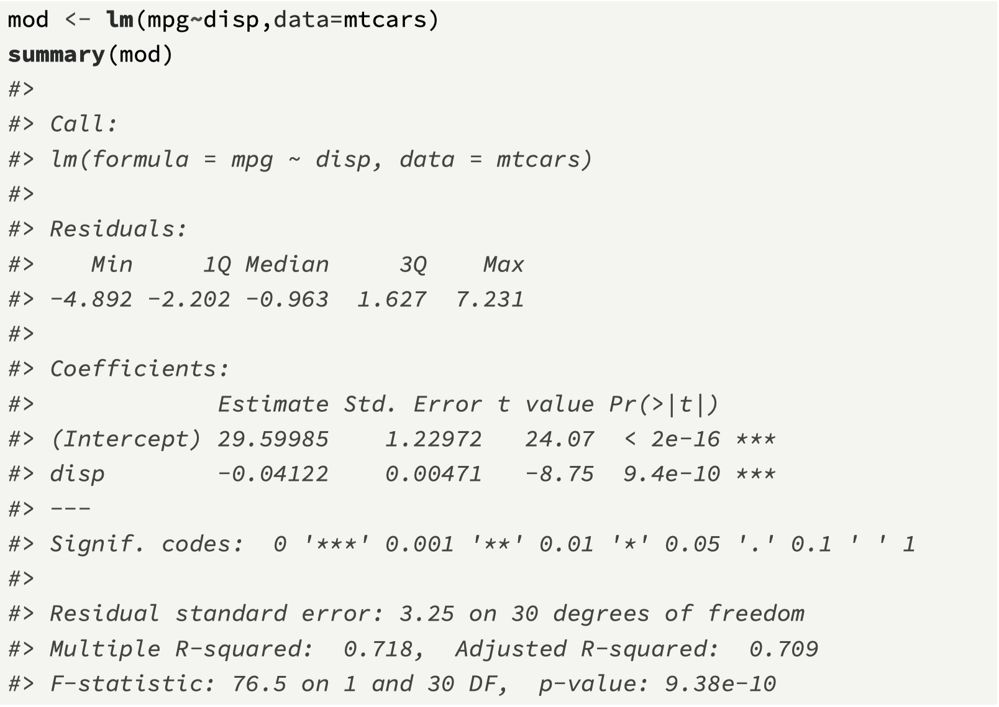 mod <- lm(mpg~disp,data=mtcars)
summary(mod)
#>
#> Call:
#> lm(formula = mpg ~ disp, data = mtcars)
#>
#> Residuals:
#>    Min     1Q Median     3Q    Max
#> -4.892 -2.202 -0.963  1.627  7.231
#>
#> Coefficients:
#>             Estimate Std. Error t value Pr(>|t|)
#> (Intercept) 29.59985    1.22972   24.07  < 2e-16 ***
#> disp        -0.04122    0.00471   -8.75  9.4e-10 ***
#> ---
#> Signif. codes:  0 '***' 0.001 '**' 0.01 '*' 0.05 '.' 0.1 ' ' 1
#>
#> Residual standard error: 3.25 on 30 degrees of freedom
#> Multiple R-squared:  0.718,  Adjusted R-squared:  0.709
#> F-statistic: 76.5 on 1 and 30 DF,  p-value: 9.38e-10